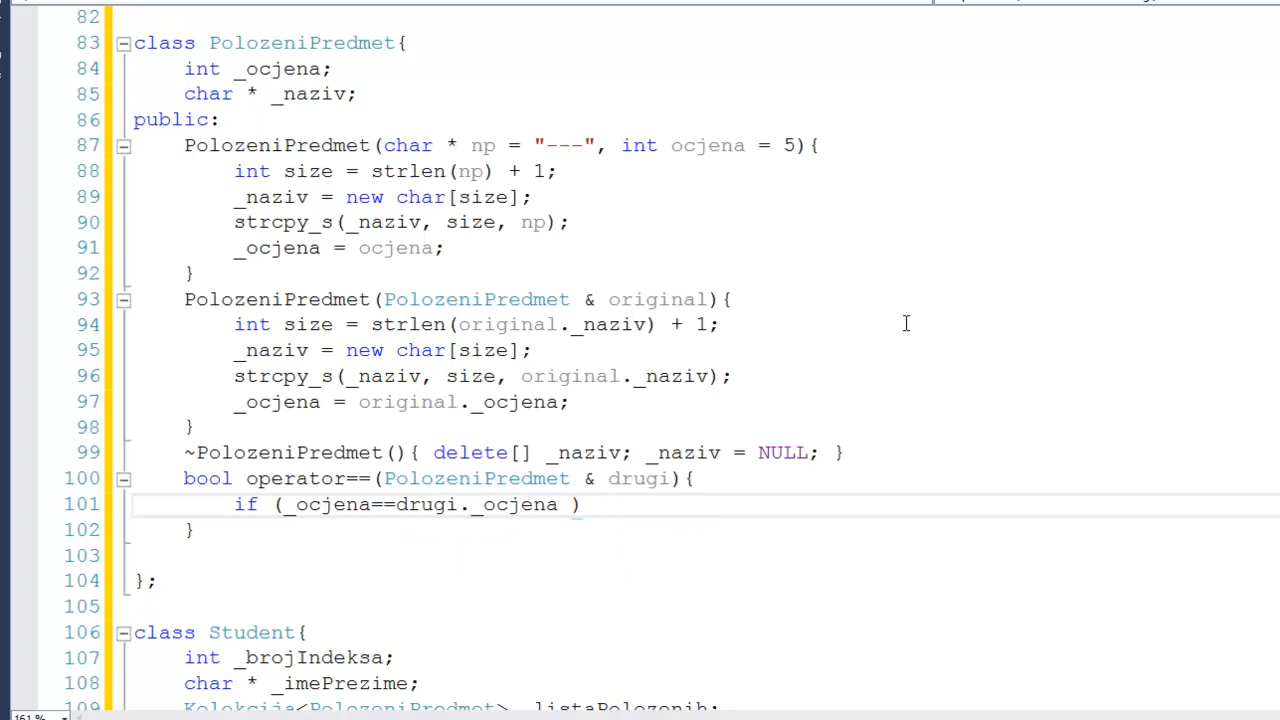 82
83 class PolozeniPredmet{
84     int _ocjena;
85     char * _naziv;
86 public:
87     PolozeniPredmet(char * np = "---", int ocjena = 5){
88         int size = strlen(np) + 1;
89         _naziv = new char[size];
90         strcpy_s(_naziv, size, np);
91         _ocjena = ocjena;
92     }
93     PolozeniPredmet(PolozeniPredmet & original){
94         int size = strlen(original._naziv) + 1;
95         _naziv = new char[size];
96         strcpy_s(_naziv, size, original._naziv);
97         _ocjena = original._ocjena;
98     }
99     ~PolozeniPredmet(){ delete[] _naziv; _naziv = NULL; }
100     bool operator==(PolozeniPredmet & drugi){
101         if (_ocjena==drugi._ocjena )
102     }
103
104 };
105
106 class Student{
107     int _brojIndeksa;
108     char * _imePrezime;
109     Kolekcija<PolozeniPredmet> _listaPolozenih;
161 %